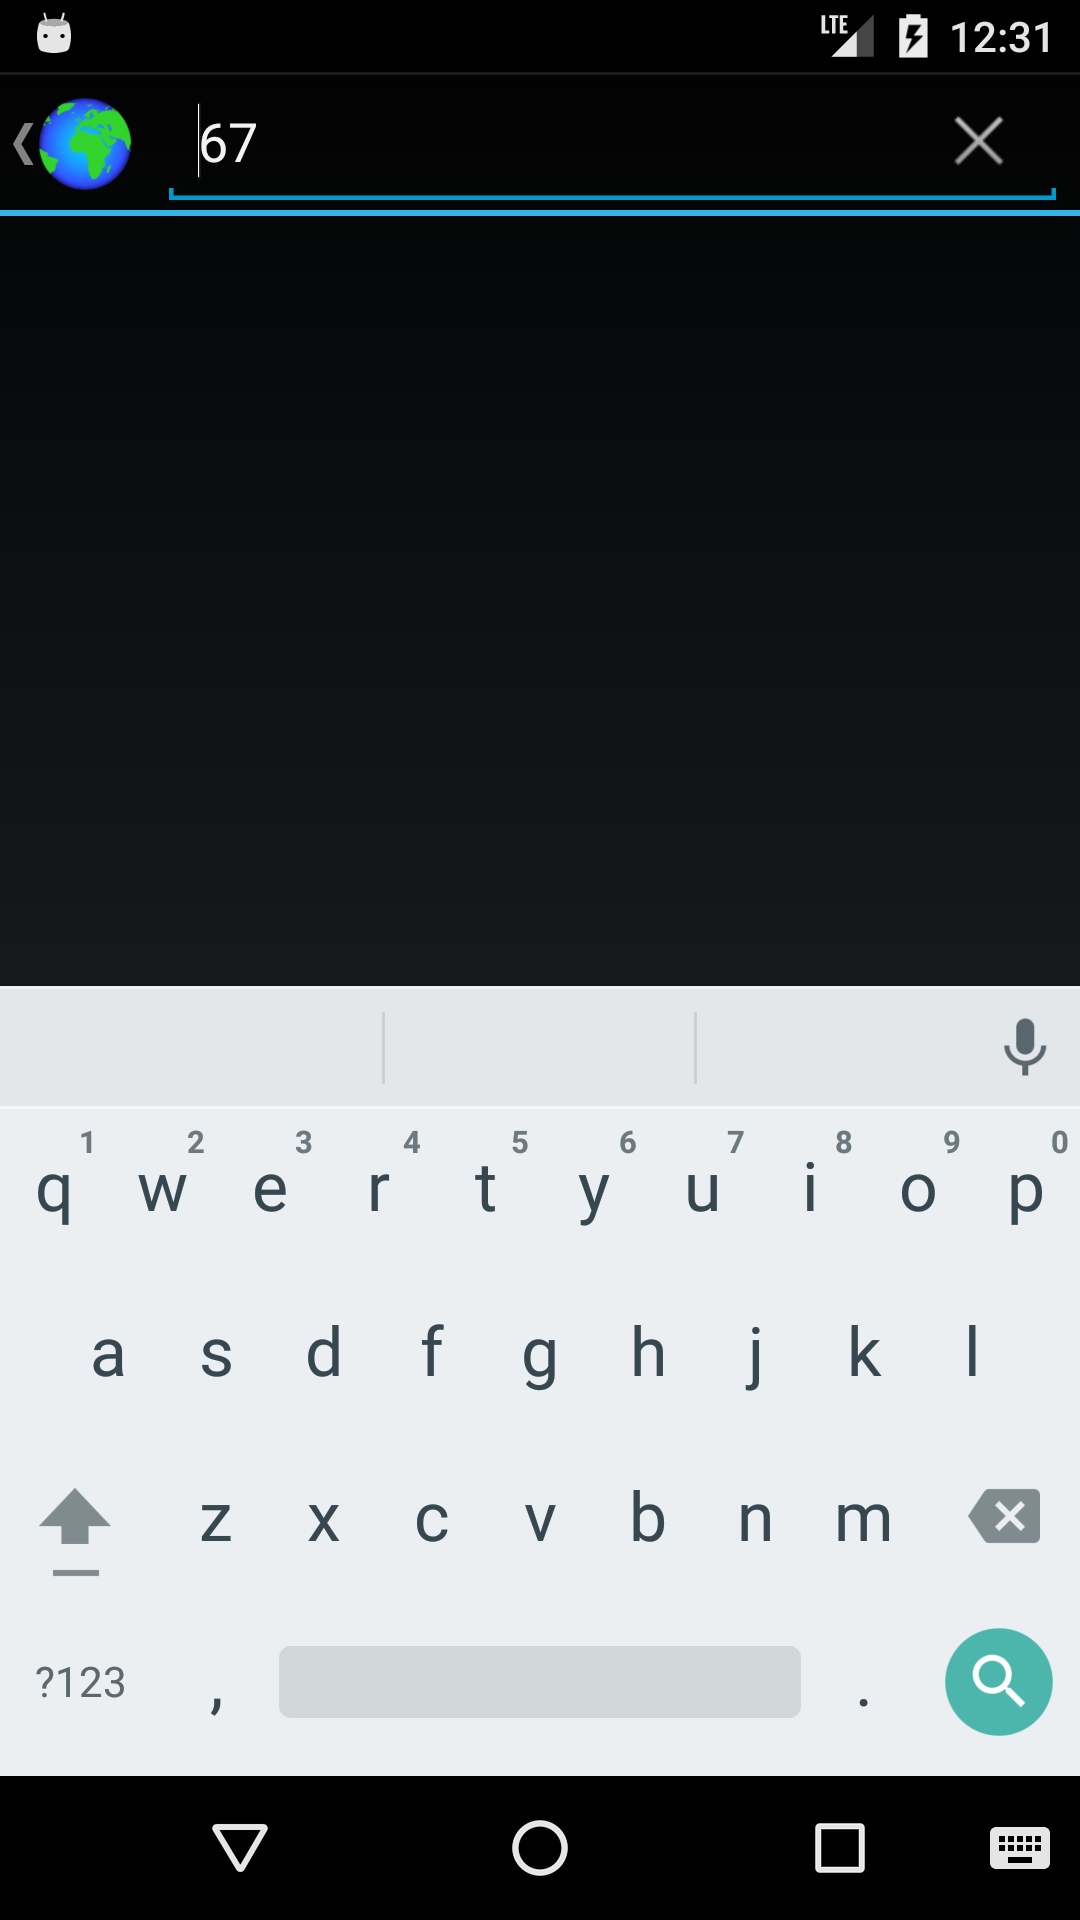 LTE 12:31
67
1 2 3 4 5 6 7 8 9 0
q w e r t y u i o p
a s d f g h j k l
z x c v b n m
?123 , .